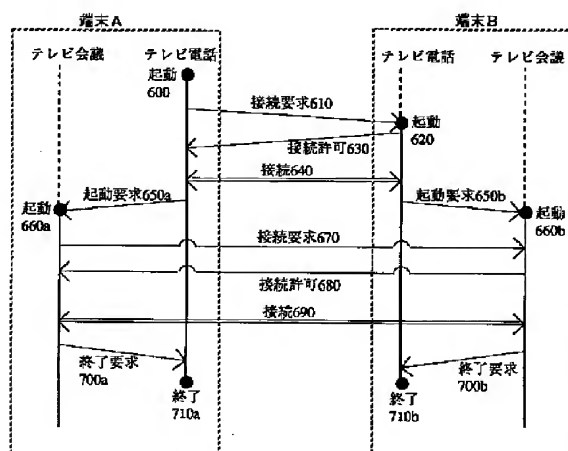 端末A
端末B
テレビ会議
テレビ電話
テレビ電話
テレビ会議
起動
600
接続要求610
起動
620
接続許可630
接続640
起動要求650a
起動要求650b
起動
660a
起動
660b
接続要求670
接続許可680
接続690
終了要求
700a
終了要求
700b
終了
710a
終了
710b